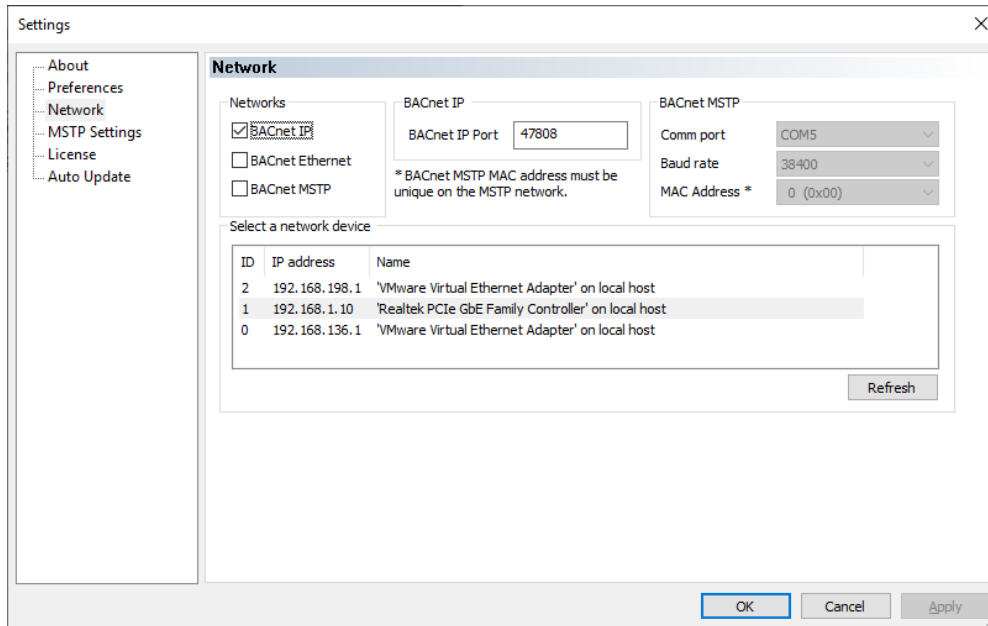 Settings
About
Preferences
Network
MSTP Settings
License
Auto Update
Network
Networks
BACnet IP
BACnet Ethernet
BACnet MSTP
BACnet IP
BACnet IP Port 47808
* BACnet MSTP MAC address must be
unique on the MSTP network.
BACnet MSTP
Comm port COM5
Baud rate 38400
MAC Address * 0 (0x00)
Select a network device
ID IP address Name
2 192.168.198.1 'VMware Virtual Ethernet Adapter' on local host
1 192.168.1.10 'Realtek PCIe GbE Family Controller' on local host
0 192.168.136.1 'VMware Virtual Ethernet Adapter' on local host
Refresh
OK Cancel Apply